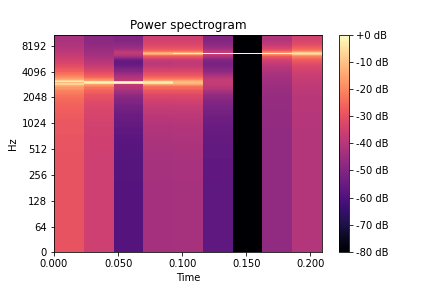 Power spectrogram
8192
4096
2048
1024
512
256
128
64
0
Hz
0.000 0.050 0.100 0.150 0.200
Time
+0 dB
-10 dB
-20 dB
-30 dB
-40 dB
-50 dB
-60 dB
-70 dB
-80 dB